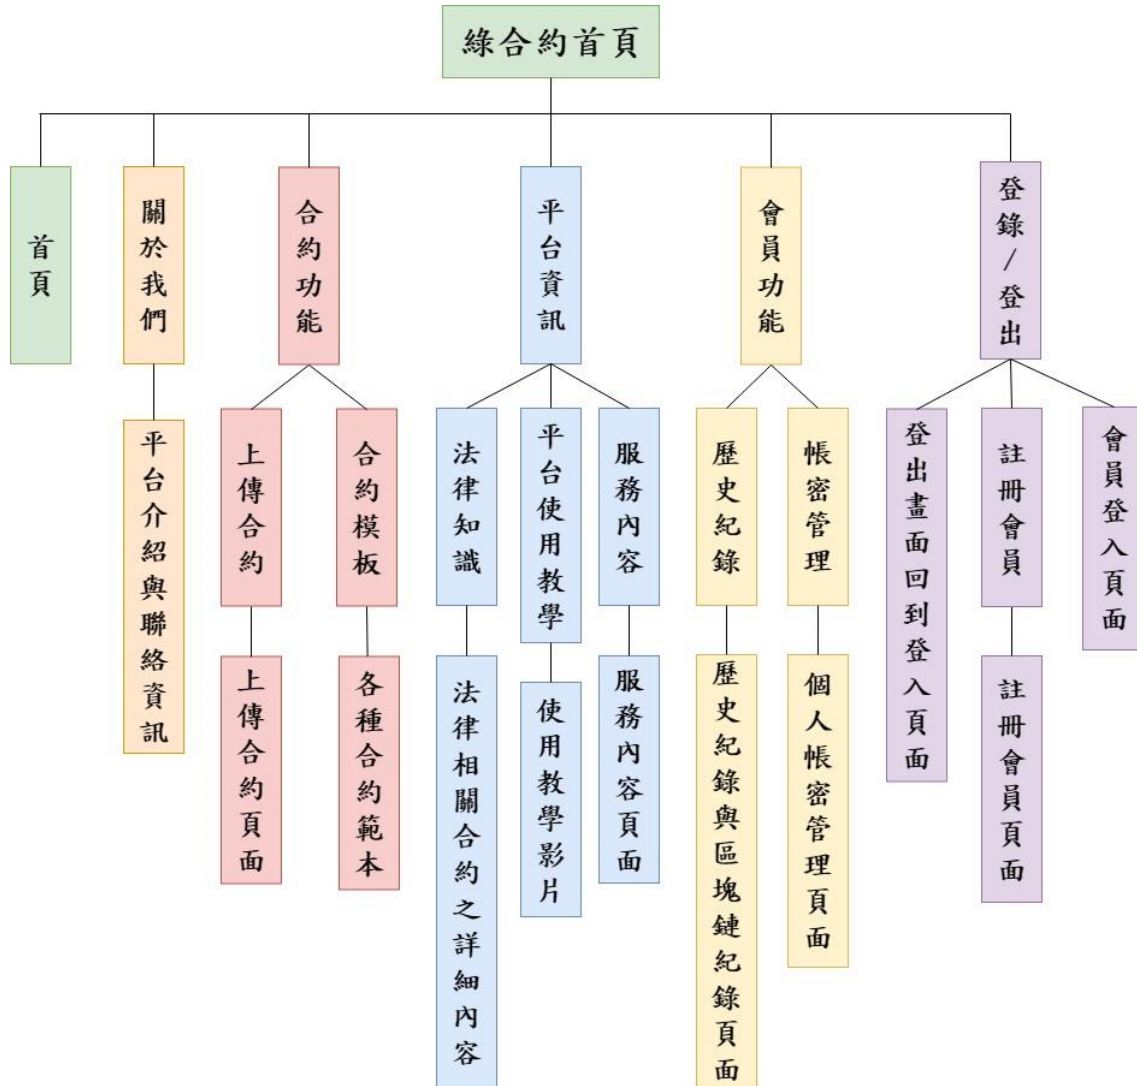 綠合約首頁
首頁
關於我們
合約功能
平台資訊
會員功能
登錄/登出
平台介紹與聯絡資訊
上傳合約
合約模板
法律知識
平台使用教學
服務內容
歷史紀錄
帳密管理
登出畫面回到登入頁面
註冊會員
會員登入頁面
上傳合約頁面
各種合約範本
法律相關合約之詳細內容
使用教學影片
服務內容頁面
歷史紀錄與區塊鏈紀錄頁面
個人帳密管理頁面
註冊會員頁面